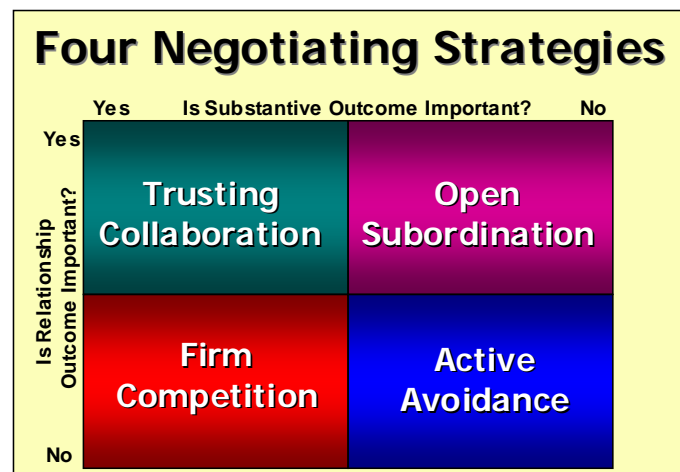 Four Negotiating Strategies
Yes Is Substantive Outcome Important? No
Yes
Is Relationship
Outcome Important?
No
Trusting
Collaboration
Open
Subordination
Firm
Competition
Active
Avoidance